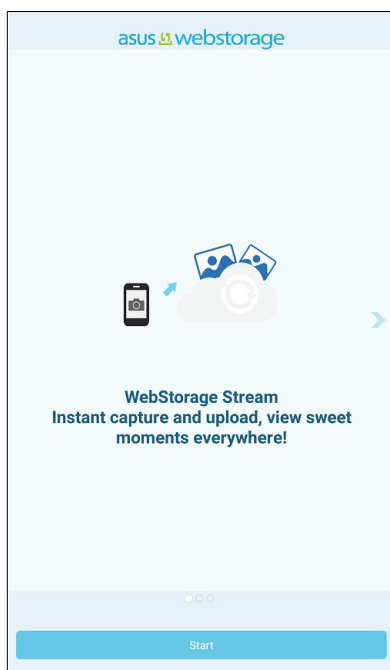 asus webstorage
WebStorage Stream
Instant capture and upload, view sweet
moments everywhere!
Start